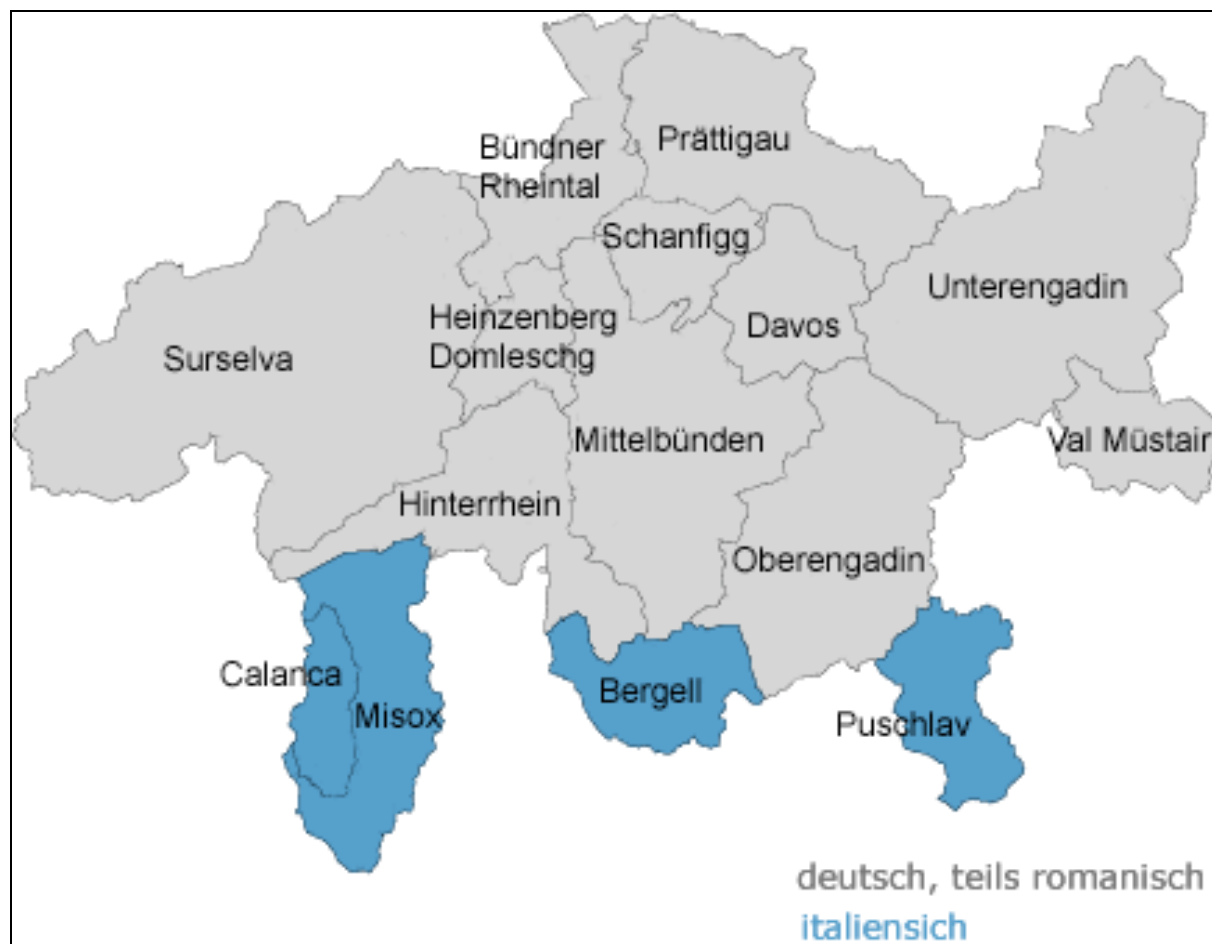 Bündner
Rheintal
Prättigau
Schanfigg
Unterengadin
Heinzenberg
Domleschg
Davos
Surselva
Mittelbünden
Val Müstair
Hinterrhein
Oberengadin
Calanca
Misox
Bergell
Puschlav
deutsch, teils romanisch
italiensich